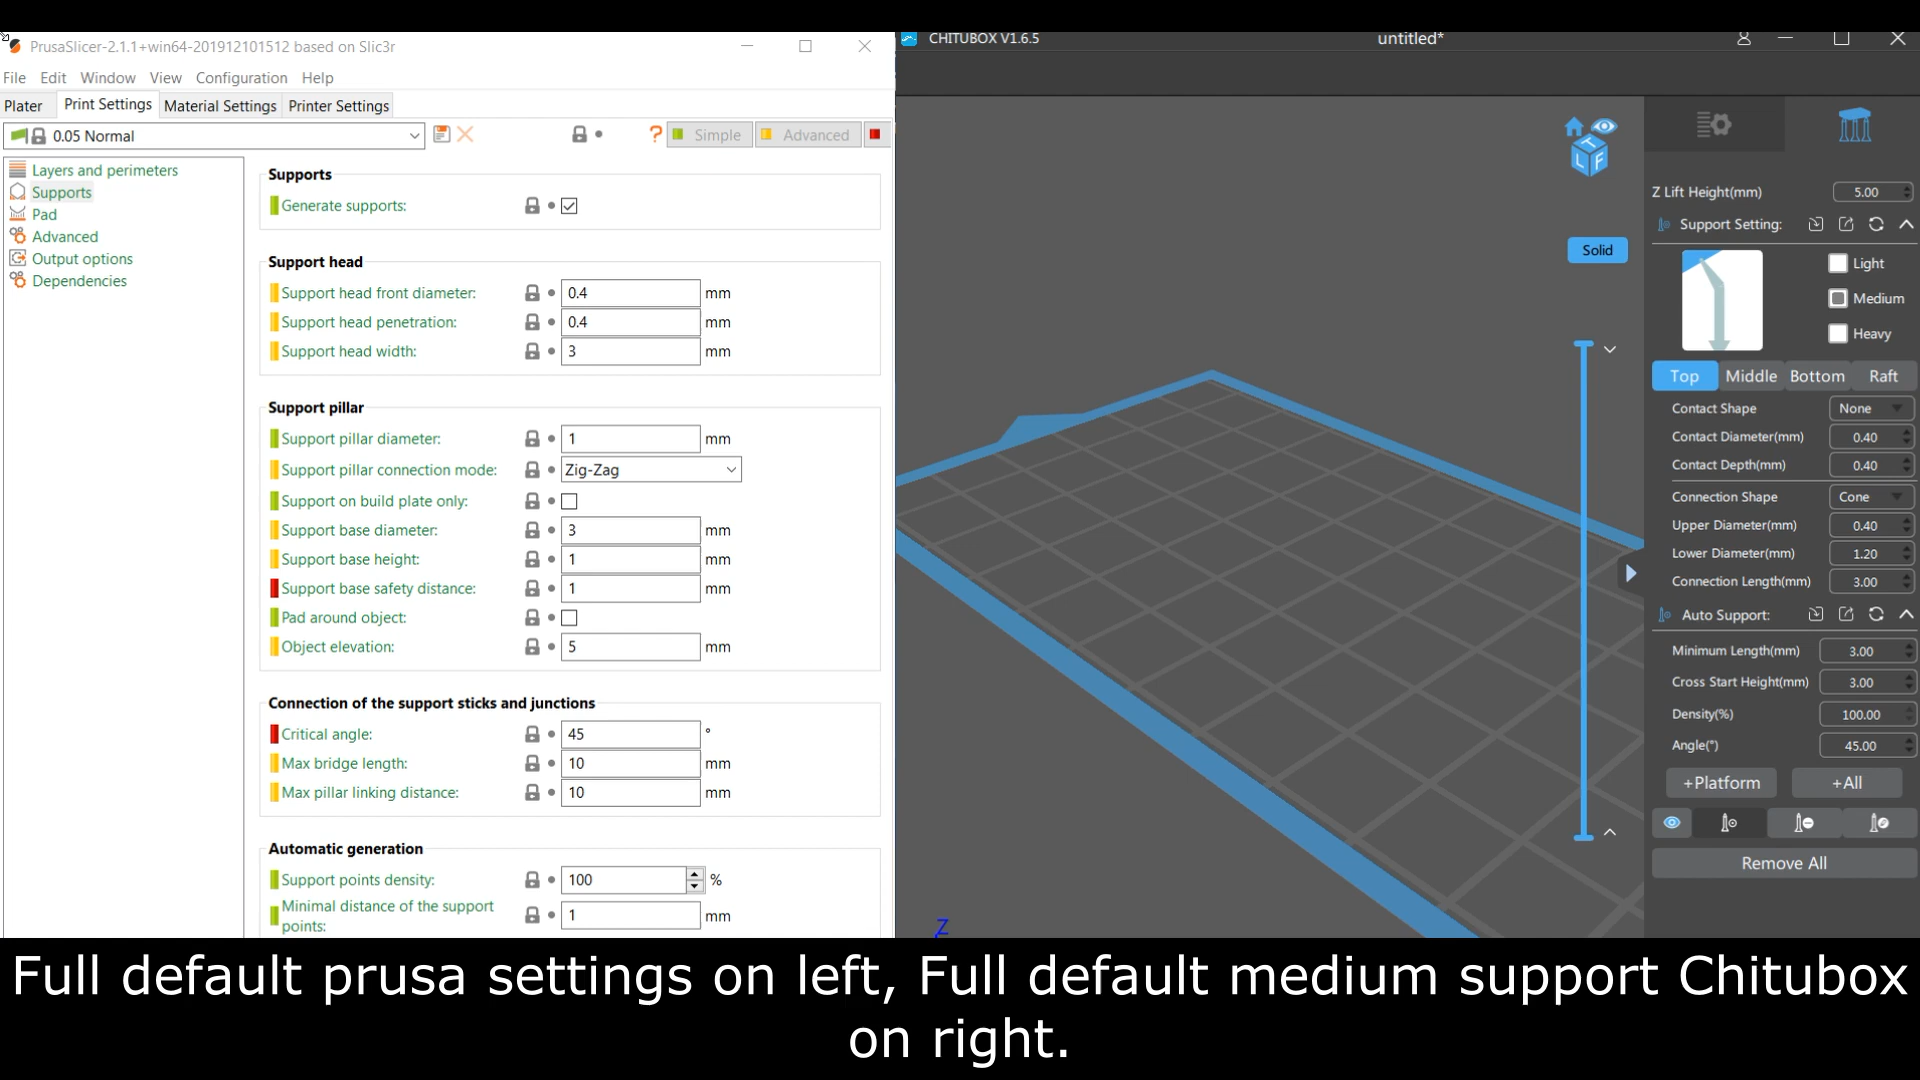 PrusaSlicer-2.1.1+win64-201912101512 based on Slic3r
File Edit Window View Configuration Help
Plater Print Settings Material Settings Printer Settings
0.05 Normal
? Simple Advanced
Layers and perimeters
Supports
Pad
Advanced
Output options
Dependencies
Supports
Generate supports:
Support head
Support head front diameter: 0.4 mm
Support head penetration: 0.4 mm
Support head width: 3 mm
Support pillar
Support pillar diameter: 1 mm
Support pillar connection mode: Zig-Zag
Support on build plate only:
Support base diameter: 3 mm
Support base height: 1 mm
Support base safety distance: 1 mm
Pad around object:
Object elevation: 5 mm
Connection of the support sticks and junctions
Critical angle: 45 °
Max bridge length: 10 mm
Max pillar linking distance: 10 mm
Automatic generation
Support points density: 100 %
Minimal distance of the support
points: 1 mm
CHITUBOX V1.6.5
untitled*
T
L F
Solid
Z
Z Lift Height(mm) 5.00
Support Setting:
Light
Medium
Heavy
Top Middle Bottom Raft
Contact Shape None
Contact Diameter(mm) 0.40
Contact Depth(mm) 0.40
Connection Shape Cone
Upper Diameter(mm) 0.40
Lower Diameter(mm) 1.20
Connection Length(mm) 3.00
Auto Support:
Minimum Length(mm) 3.00
Cross Start Height(mm) 3.00
Density(%) 100.00
Angle(°) 45.00
+Platform +All
Remove All
Full default prusa settings on left, Full default medium support Chitubox
on right.